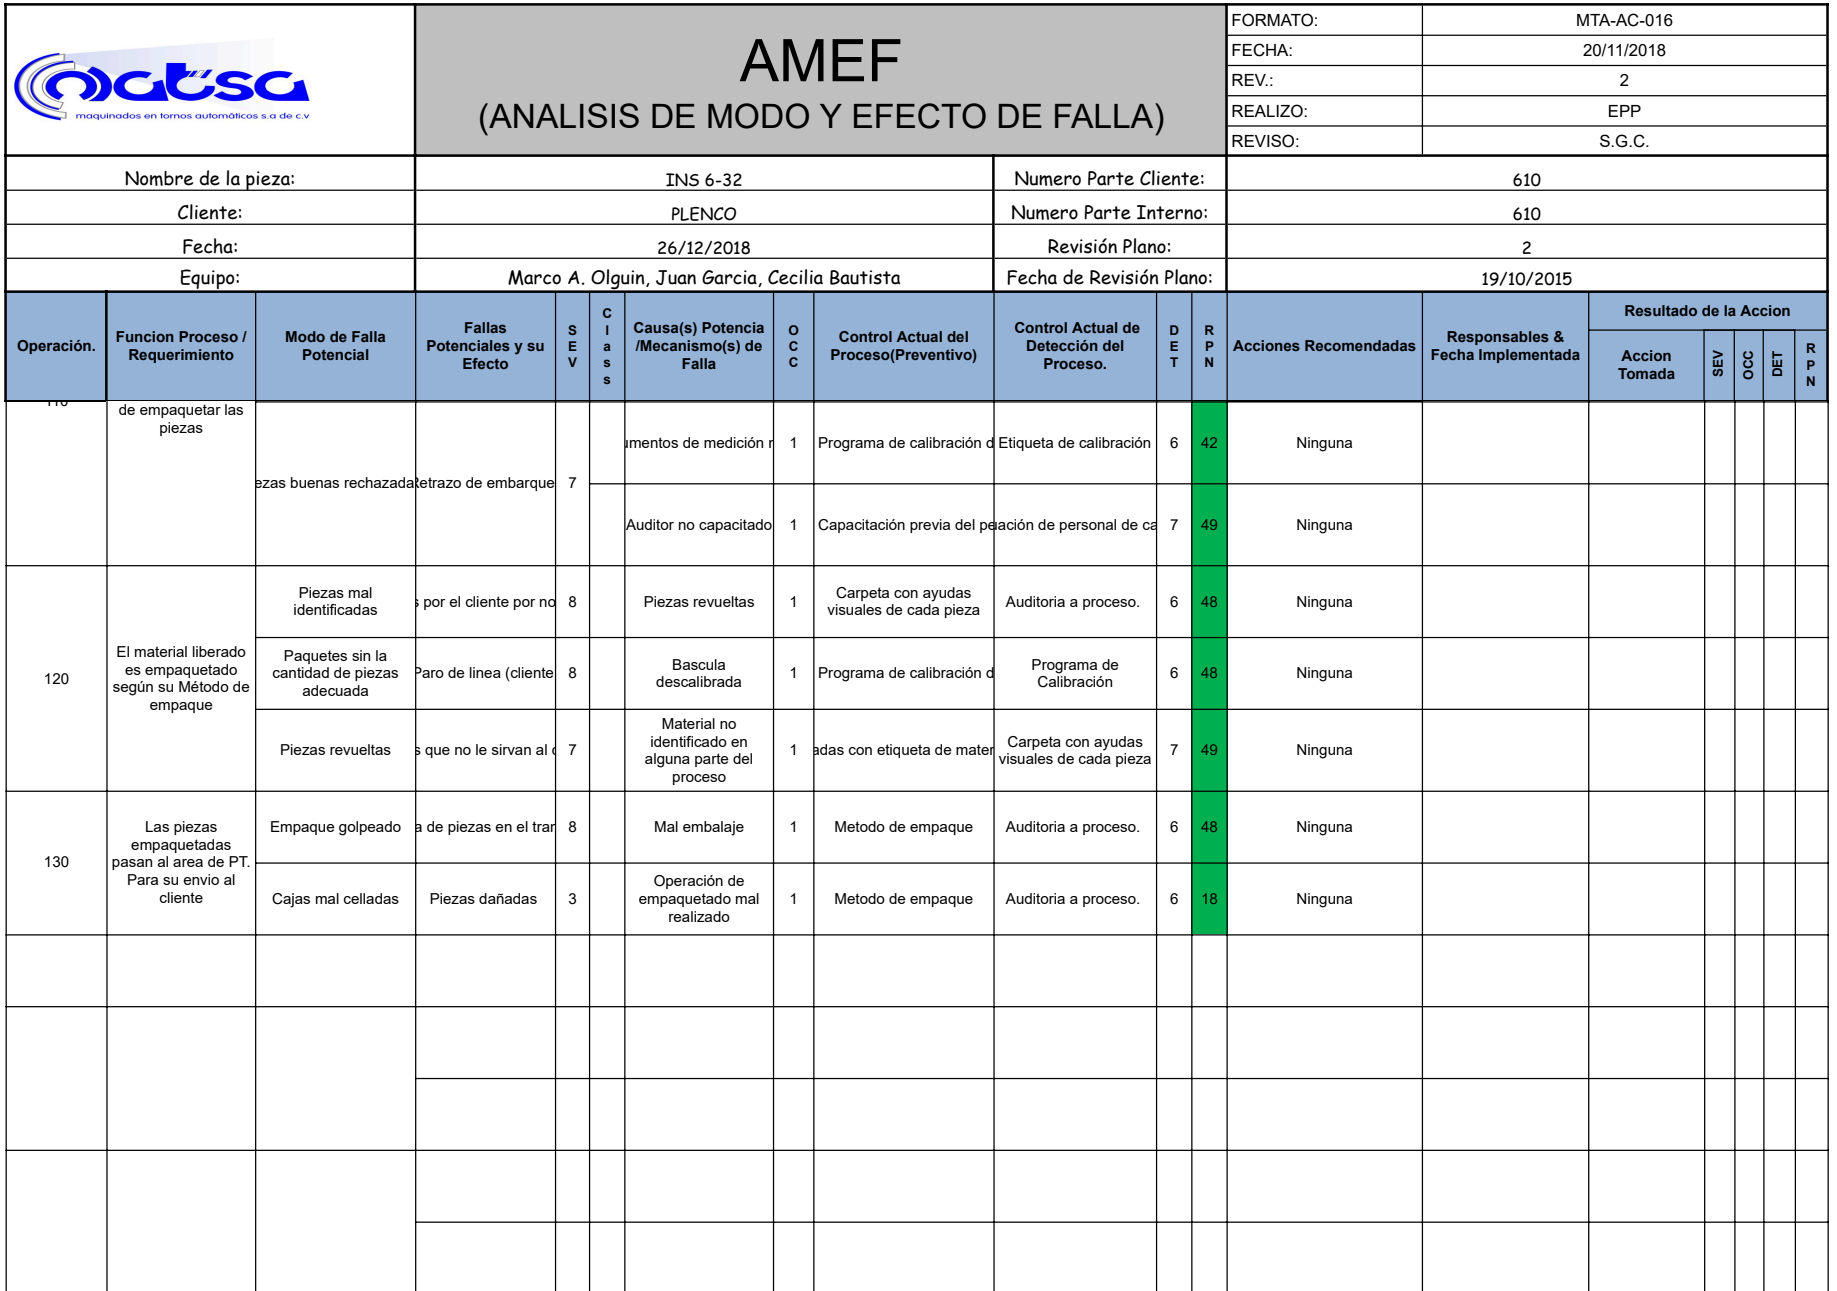 matsa
maquinados en tornos automáticos s.a de c.v
AMEF
(ANALISIS DE MODO Y EFECTO DE FALLA)
FORMATO: MTA-AC-016
FECHA: 20/11/2018
REV.: 2
REALIZO: EPP
REVISO: S.G.C.
Nombre de la pieza: INS 6-32 Numero Parte Cliente: 610
Cliente: PLENCO Numero Parte Interno: 610
Fecha: 26/12/2018 Revisión Plano: 2
Equipo: Marco A. Olguin, Juan Garcia, Cecilia Bautista Fecha de Revisión Plano: 19/10/2015
Operación.
Funcion Proceso /
Requerimiento
Modo de Falla
Potencial
Fallas
Potenciales y su
Efecto
SEV
Class
Causa(s) Potencia
/Mecanismo(s) de
Falla
OCC
Control Actual del
Proceso(Preventivo)
Control Actual de
Detección del
Proceso.
DET
RPN
Acciones Recomendadas
Responsables &
Fecha Implementada
Resultado de la Accion
Accion
Tomada
SEV
OCC
DET
RPN
de empaquetar las
piezas
ezas buenas rechazada
Retrazo de embarque
7
umentos de medición r
1
Programa de calibración d
Etiqueta de calibración
6
42
Ninguna
Auditor no capacitado
1
Capacitación previa del pe
uación de personal de ca
7
49
Ninguna
120
El material liberado
es empaquetado
según su Método de
empaque
Piezas mal
identificadas
s por el cliente por no
8
Piezas revueltas
1
Carpeta con ayudas
visuales de cada pieza
Auditoria a proceso.
6
48
Ninguna
Paquetes sin la
cantidad de piezas
adecuada
Paro de linea (cliente
8
Bascula
descalibrada
1
Programa de calibración d
Programa de
Calibración
6
48
Ninguna
Piezas revueltas
s que no le sirvan al c
7
Material no
identificado en
alguna parte del
proceso
1
adas con etiqueta de mater
Carpeta con ayudas
visuales de cada pieza
7
49
Ninguna
130
Las piezas
empaquetadas
pasan al area de PT.
Para su envio al
cliente
Empaque golpeado
a de piezas en el tran
8
Mal embalaje
1
Metodo de empaque
Auditoria a proceso.
6
48
Ninguna
Cajas mal celladas
Piezas dañadas
3
Operación de
empaquetado mal
realizado
1
Metodo de empaque
Auditoria a proceso.
6
18
Ninguna